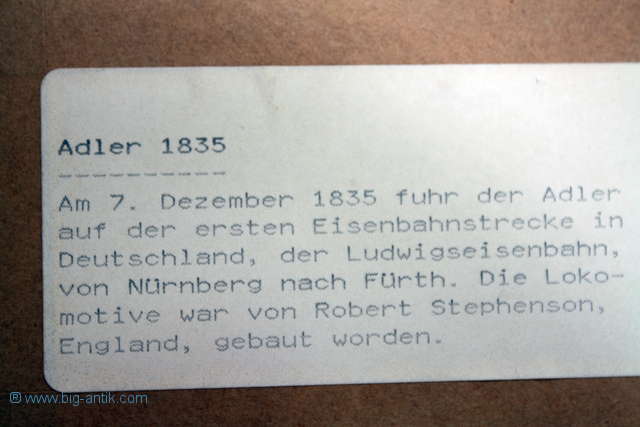 Adler 1835
-----------
Am 7. Dezember 1835 fuhr der Adler
auf der ersten Eisenbahnstrecke in
Deutschland, der Ludwigseisenbahn,
von Nürnberg nach Fürth. Die Loko-
motive war von Robert Stephenson,
England, gebaut worden.
® www.big-antik.com